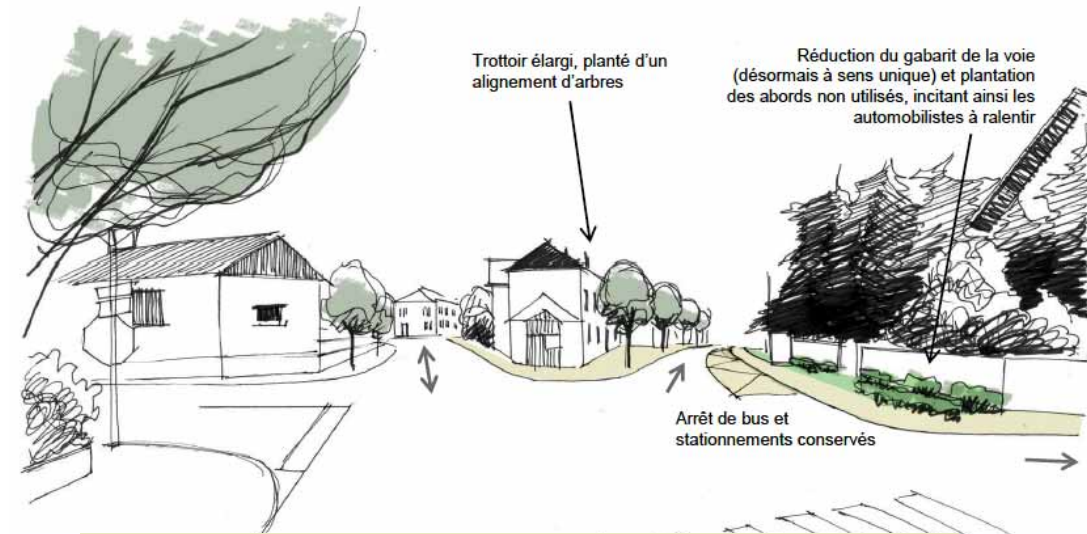 Trottoir élargi, planté d'un
alignement d'arbres
Réduction du gabarit de la voie
(désormais à sens unique) et plantation
des abords non utilisés, incitant ainsi les
automobilistes à ralentir
Arrêt de bus et
stationnements conservés